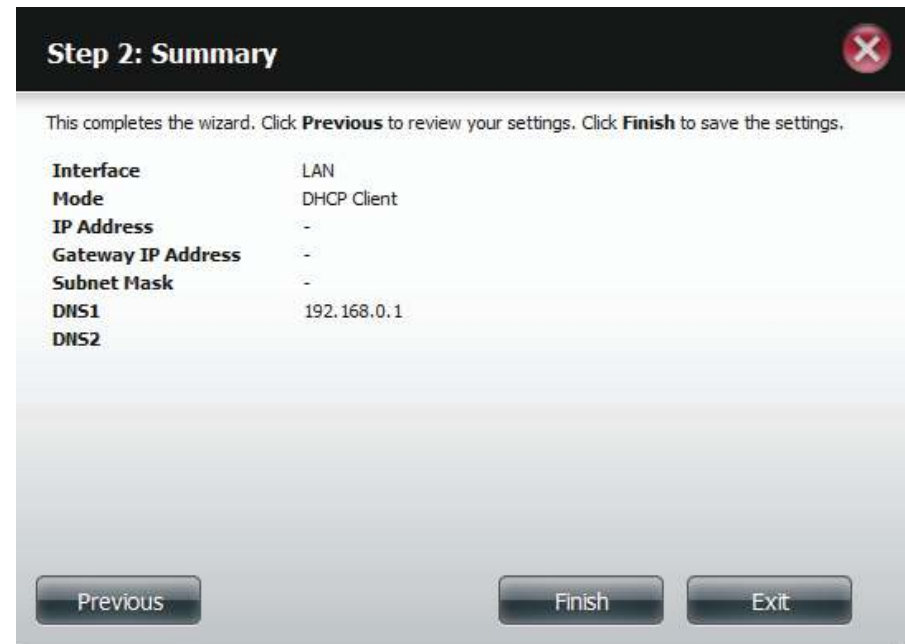 Step 2: Summary
This completes the wizard. Click Previous to review your settings. Click Finish to save the settings.
Interface LAN
Mode DHCP Client
IP Address -
Gateway IP Address -
Subnet Mask -
DNS1 192.168.0.1
DNS2
Previous Finish Exit